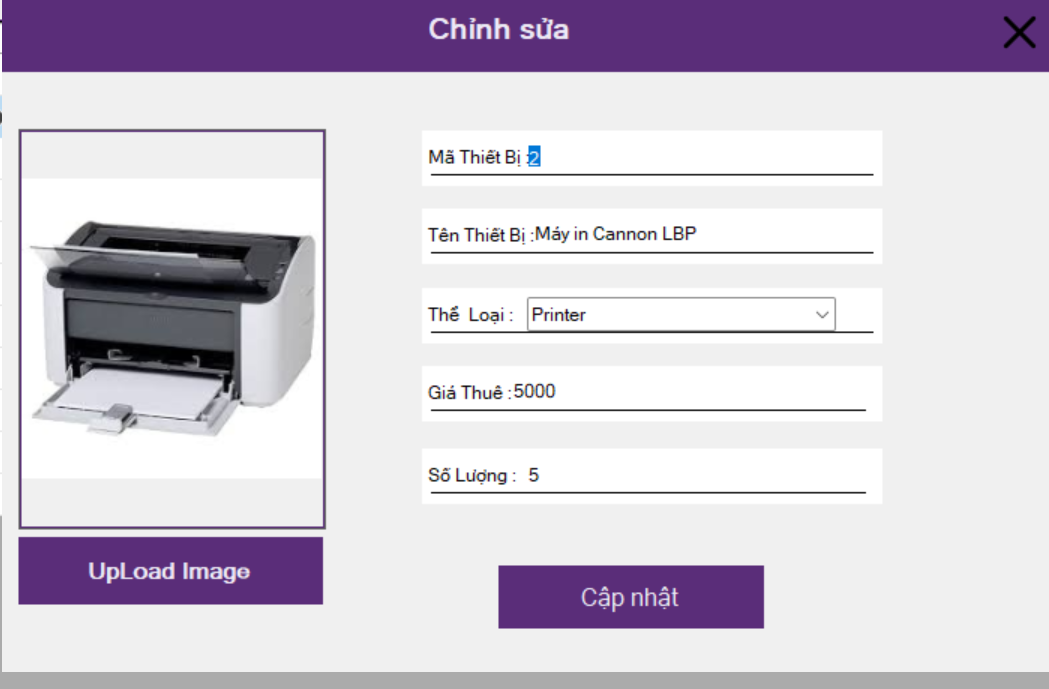 Chỉnh sửa
Mã Thiết Bị :2
Tên Thiết Bị :Máy in Cannon LBP
Thể Loại : Printer
Giá Thuê :5000
Số Lượng : 5
UpLoad Image
Cập nhật